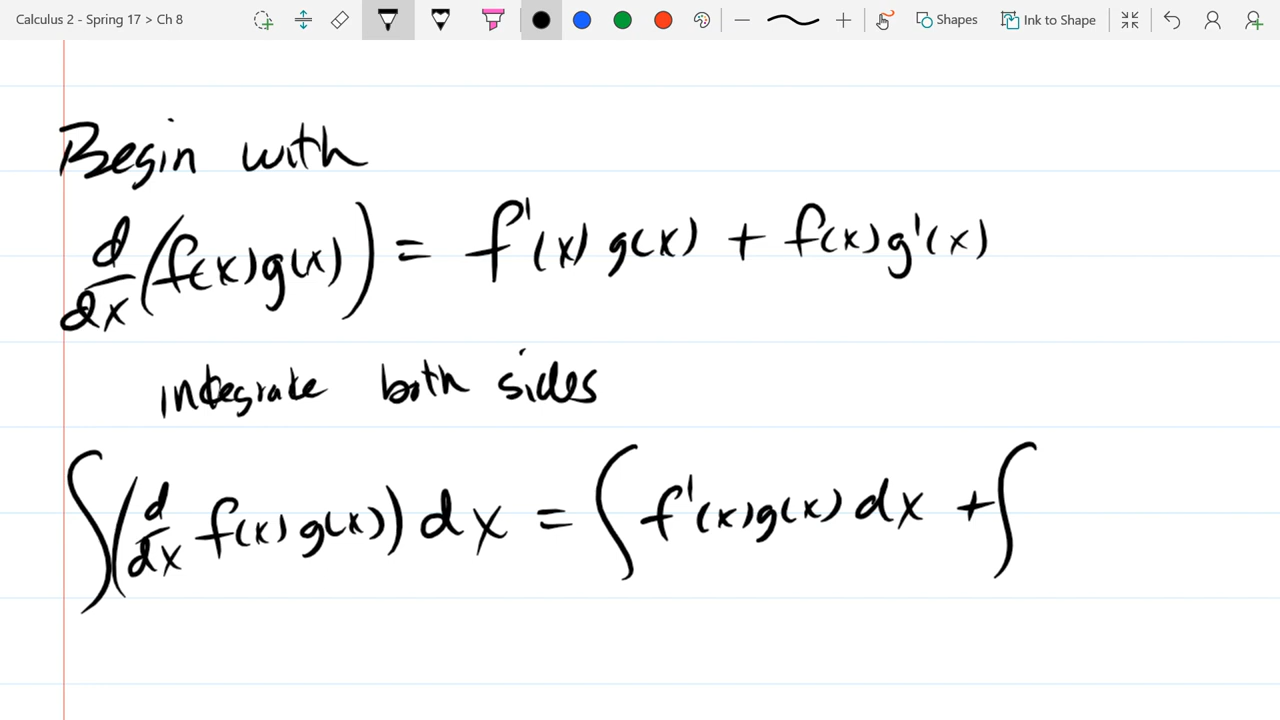 Calculus 2 - Spring 17 > Ch 8 Shapes Ink to Shape
Begin with
d/dx (f(x)g(x)) = f'(x)g(x) + f(x)g'(x)
integrate both sides
∫(d/dx f(x)g(x))dx = ∫f'(x)g(x)dx + ∫